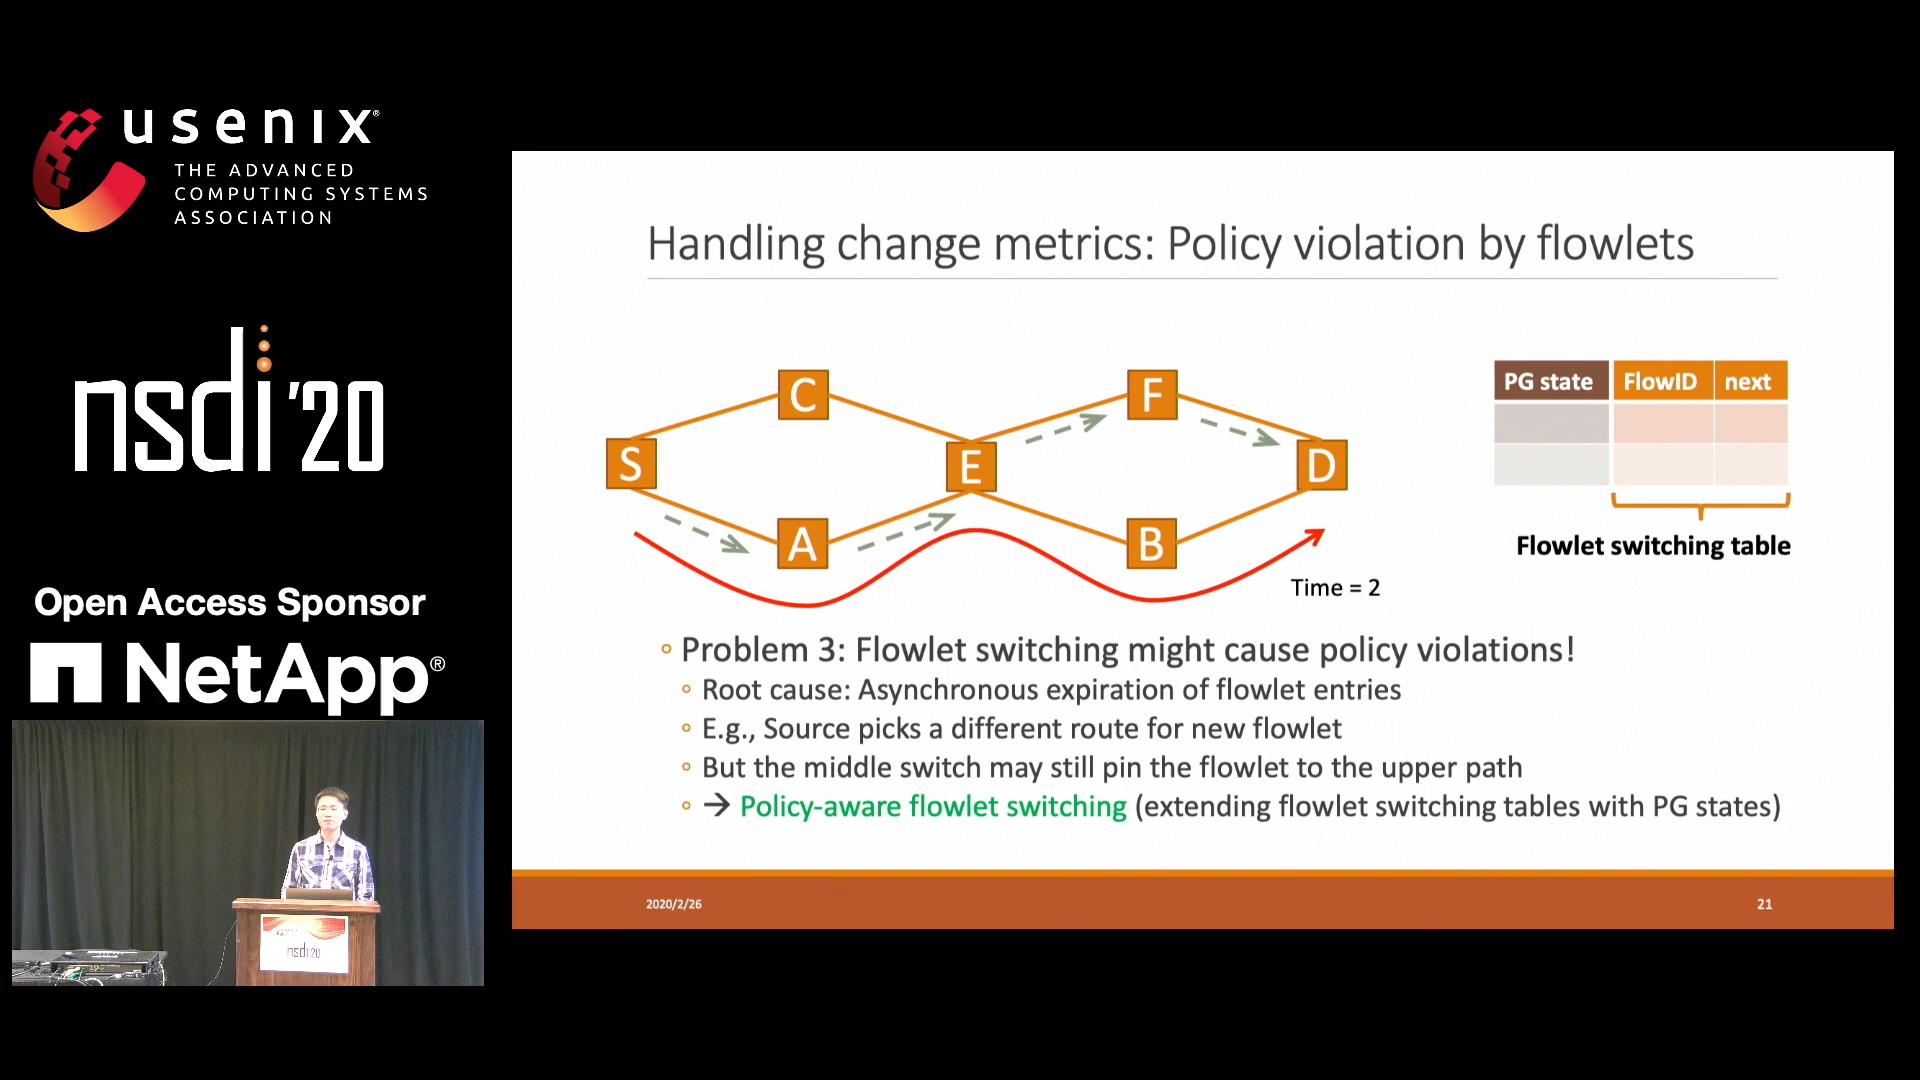 usenix®
THE ADVANCED
COMPUTING SYSTEMS
ASSOCIATION
nsdi '20
Open Access Sponsor
NetApp®
nsdi 20
Handling change metrics: Policy violation by flowlets
C
F
S
E
D
A
B
Time = 2
PG state FlowID next
Flowlet switching table
◦ Problem 3: Flowlet switching might cause policy violations!
◦ Root cause: Asynchronous expiration of flowlet entries
◦ E.g., Source picks a different route for new flowlet
◦ But the middle switch may still pin the flowlet to the upper path
◦ → Policy-aware flowlet switching (extending flowlet switching tables with PG states)
2020/2/26
21